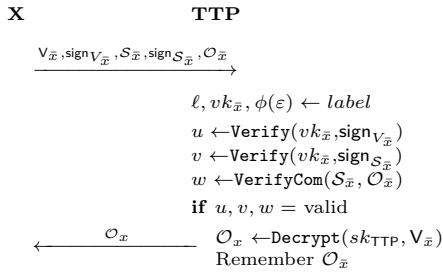 X TTP
V_x̄,sign_{V_x̄},𝒮_x̄,sign_{𝒮_x̄},𝒪_x̄
ℓ, vk_x̄, ϕ(ε) ← label
u ←Verify(vk_x̄,sign_{V_x̄})
v ←Verify(vk_x̄,sign_{𝒮_x̄})
w ←VerifyCom(𝒮_x̄, 𝒪_x̄)
if u, v, w = valid
𝒪_x 𝒪_x ←Decrypt(sk_TTP, V_x̄)
Remember 𝒪_x̄